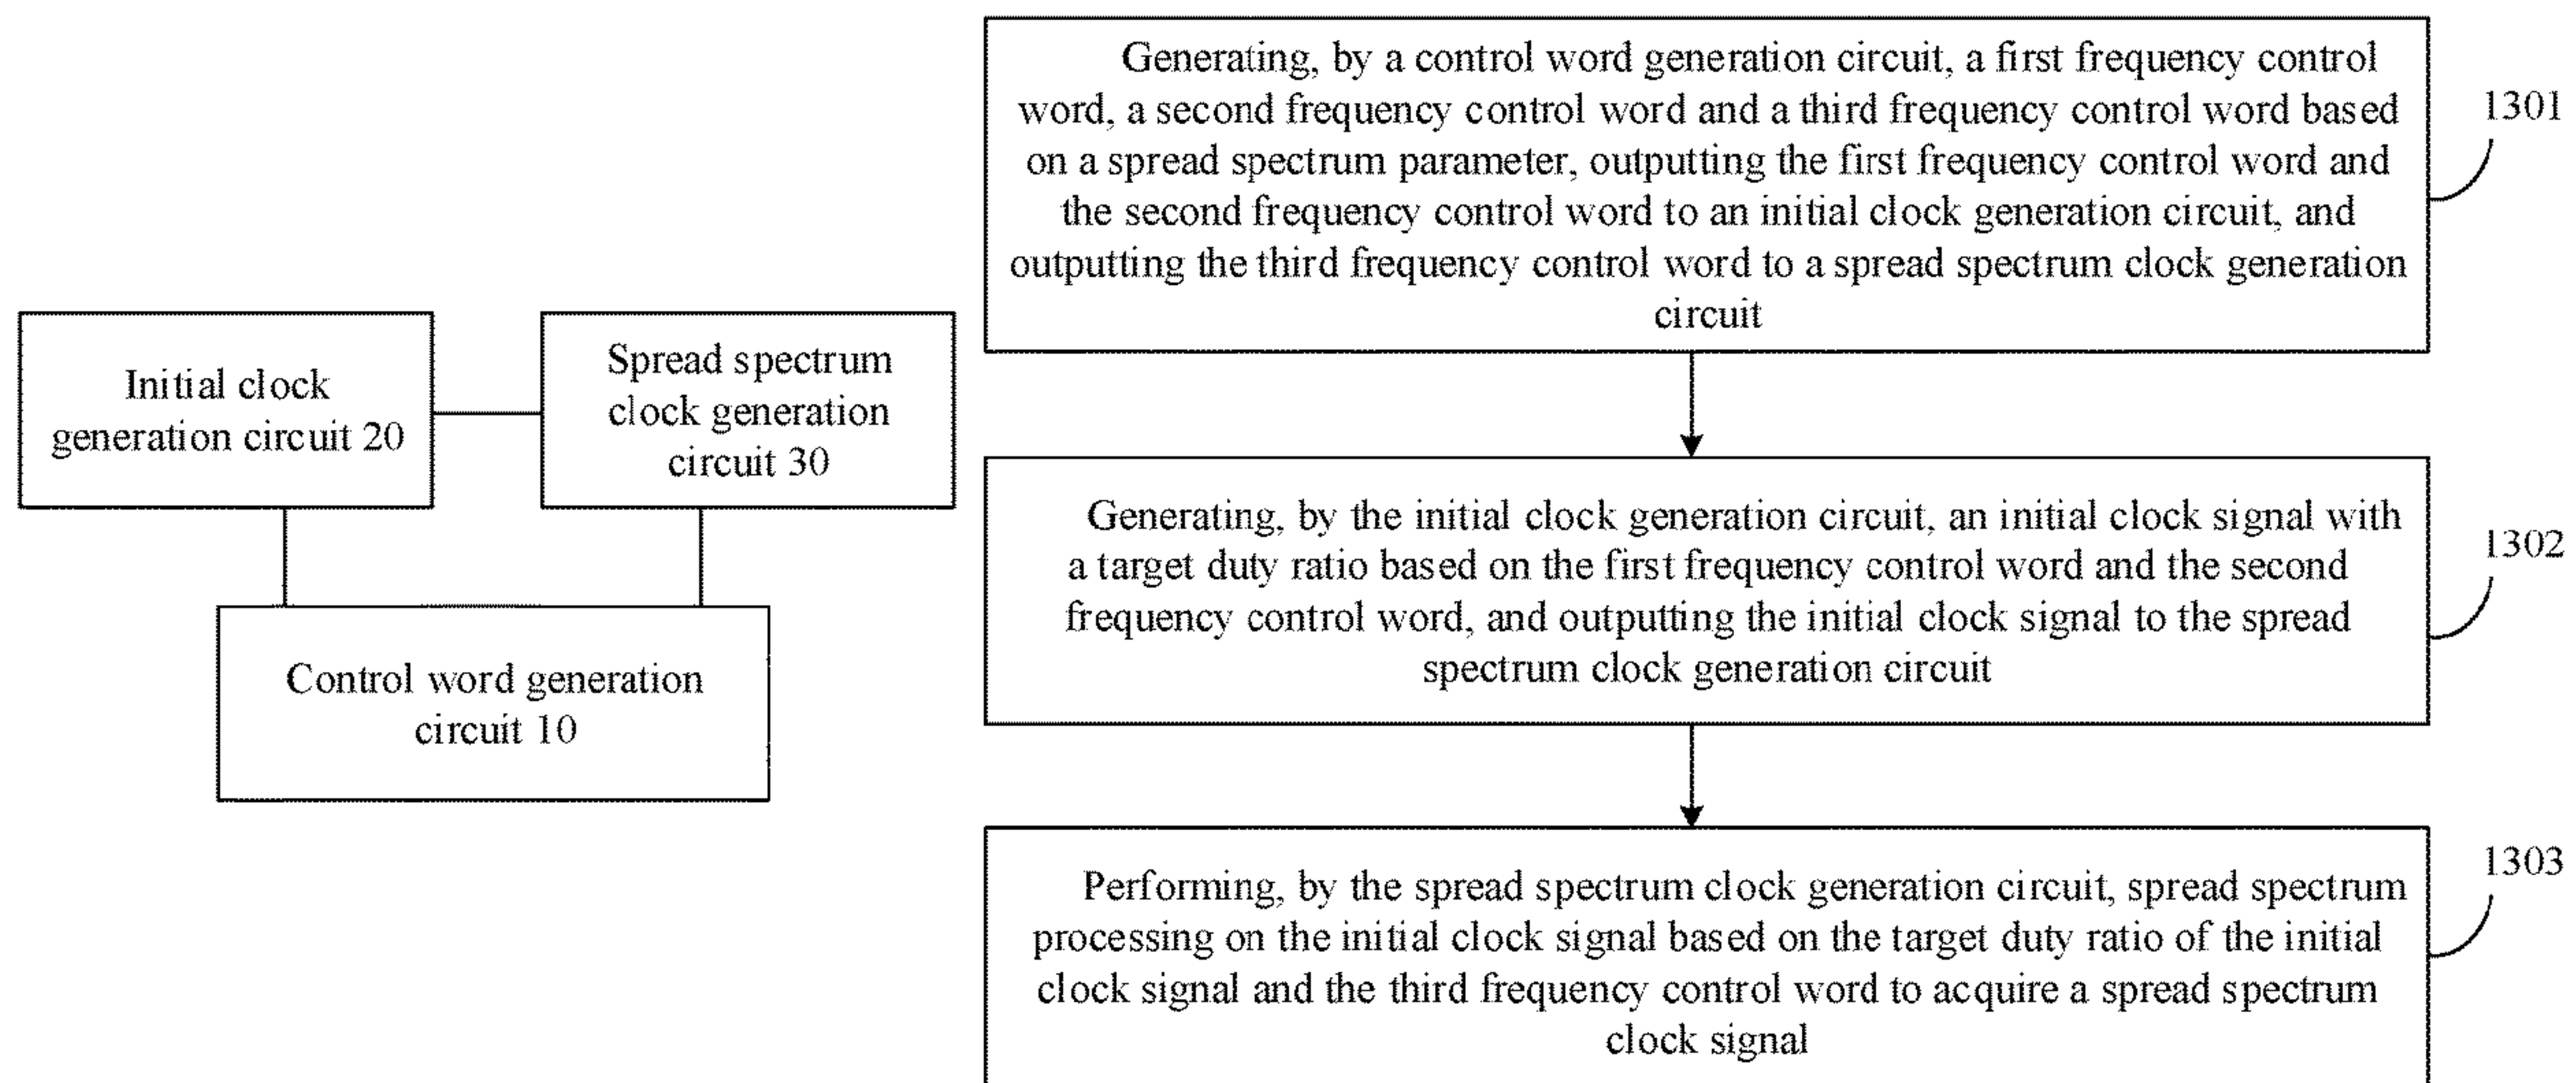 Initial clock
generation circuit 20
Spread spectrum
clock generation
circuit 30
Control word generation
circuit 10
Generating, by a control word generation circuit, a first frequency control
word, a second frequency control word and a third frequency control word based
on a spread spectrum parameter, outputting the first frequency control word and
the second frequency control word to an initial clock generation circuit, and
outputting the third frequency control word to a spread spectrum clock generation
circuit
1301
Generating, by the initial clock generation circuit, an initial clock signal with
a target duty ratio based on the first frequency control word and the second
frequency control word, and outputting the initial clock signal to the spread
spectrum clock generation circuit
1302
Performing, by the spread spectrum clock generation circuit, spread spectrum
processing on the initial clock signal based on the target duty ratio of the initial
clock signal and the third frequency control word to acquire a spread spectrum
clock signal
1303